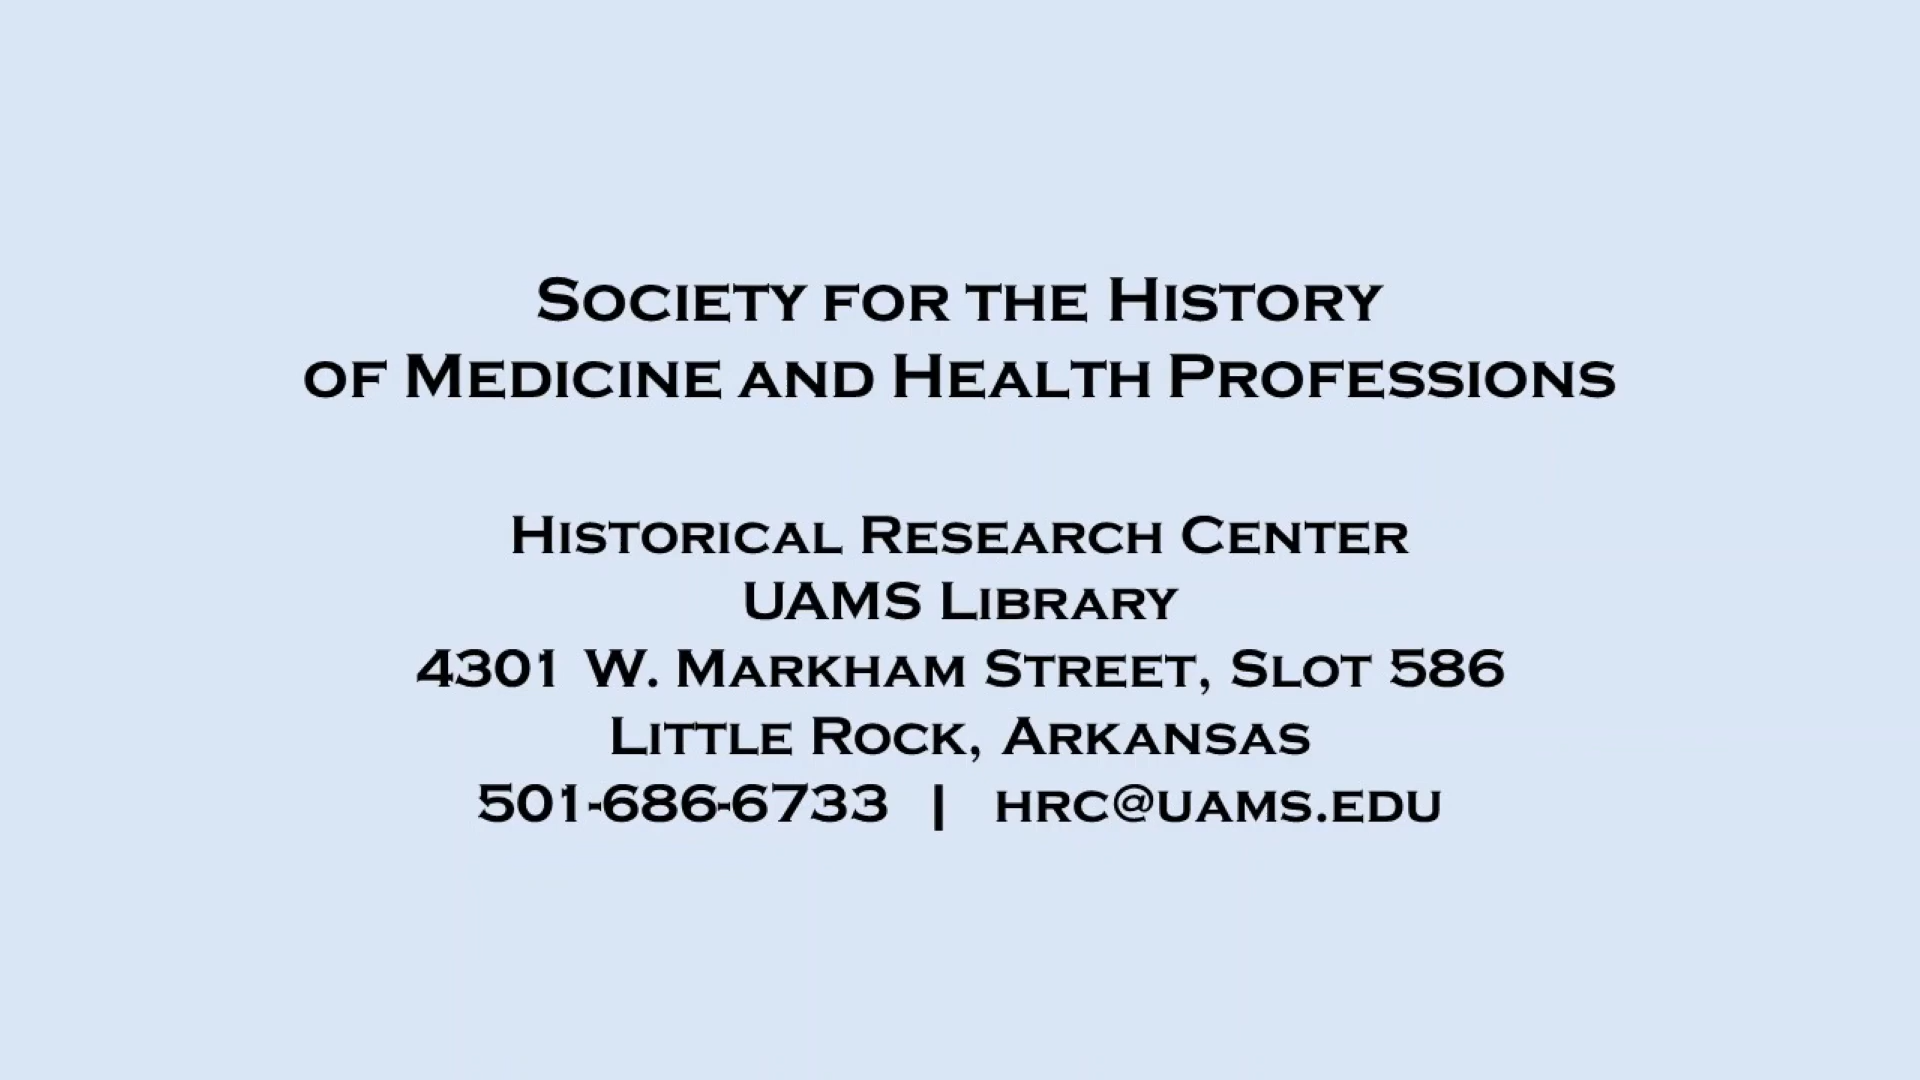 Society for the History
of Medicine and Health Professions
Historical Research Center
UAMS Library
4301 W. Markham Street, Slot 586
Little Rock, Arkansas
501-686-6733 | hrc@uams.edu